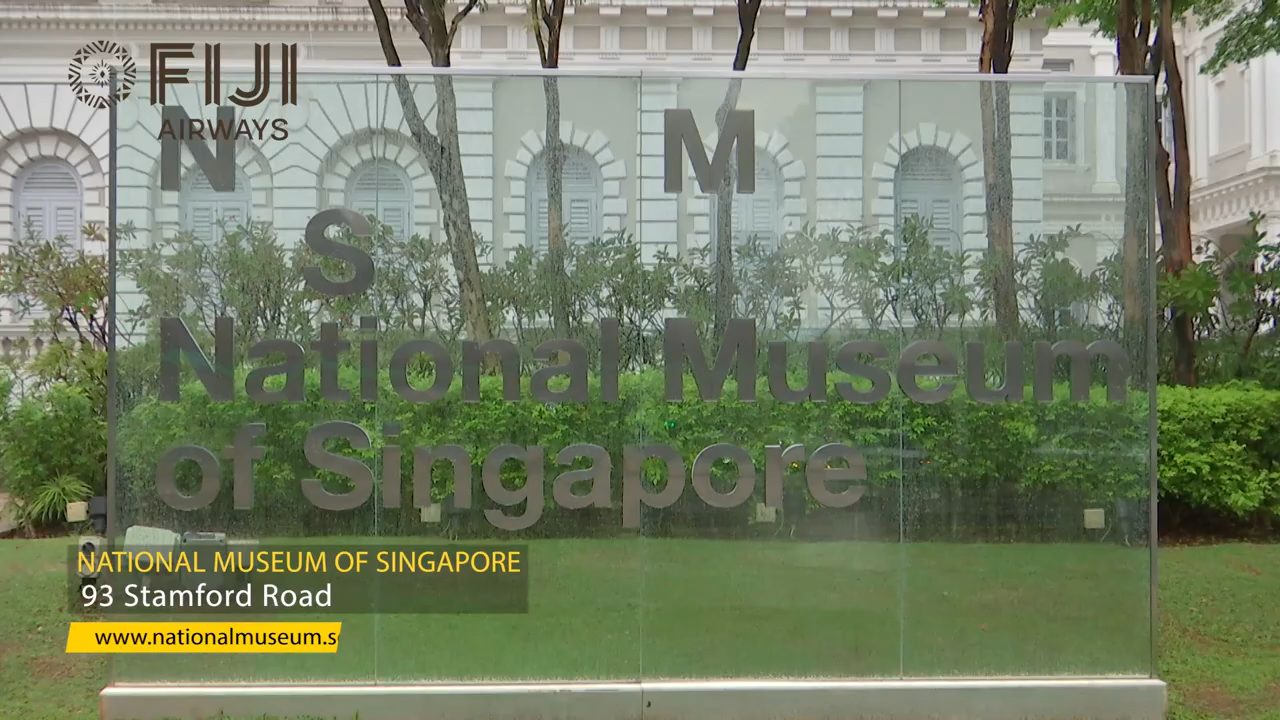 FIJI
AIRWAYS
N M
S
National Museum
of Singapore
NATIONAL MUSEUM OF SINGAPORE
93 Stamford Road
www.nationalmuseum.s